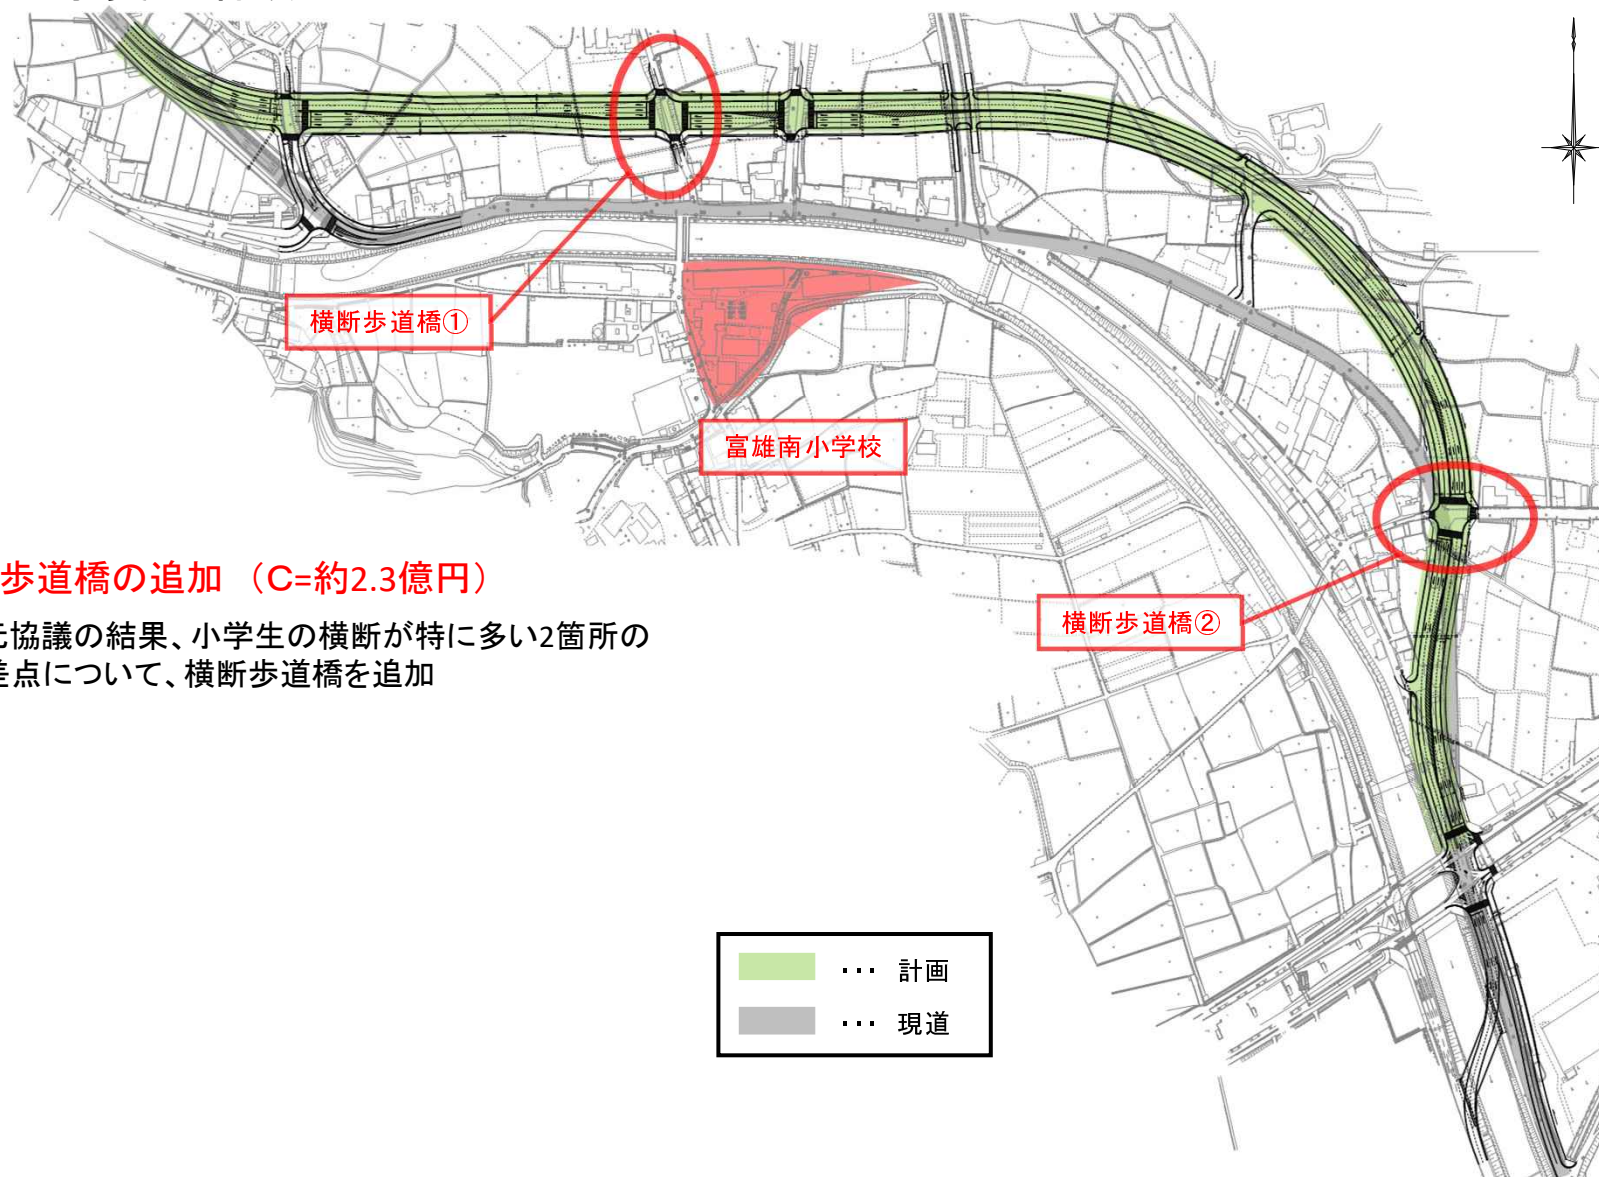 横断歩道橋①
富雄南小学校
歩道橋の追加 （C=約2.3億円）
横断歩道橋②
元協議の結果、小学生の横断が特に多い2箇所の
差点について、横断歩道橋を追加
･･･ 計画
･･･ 現道